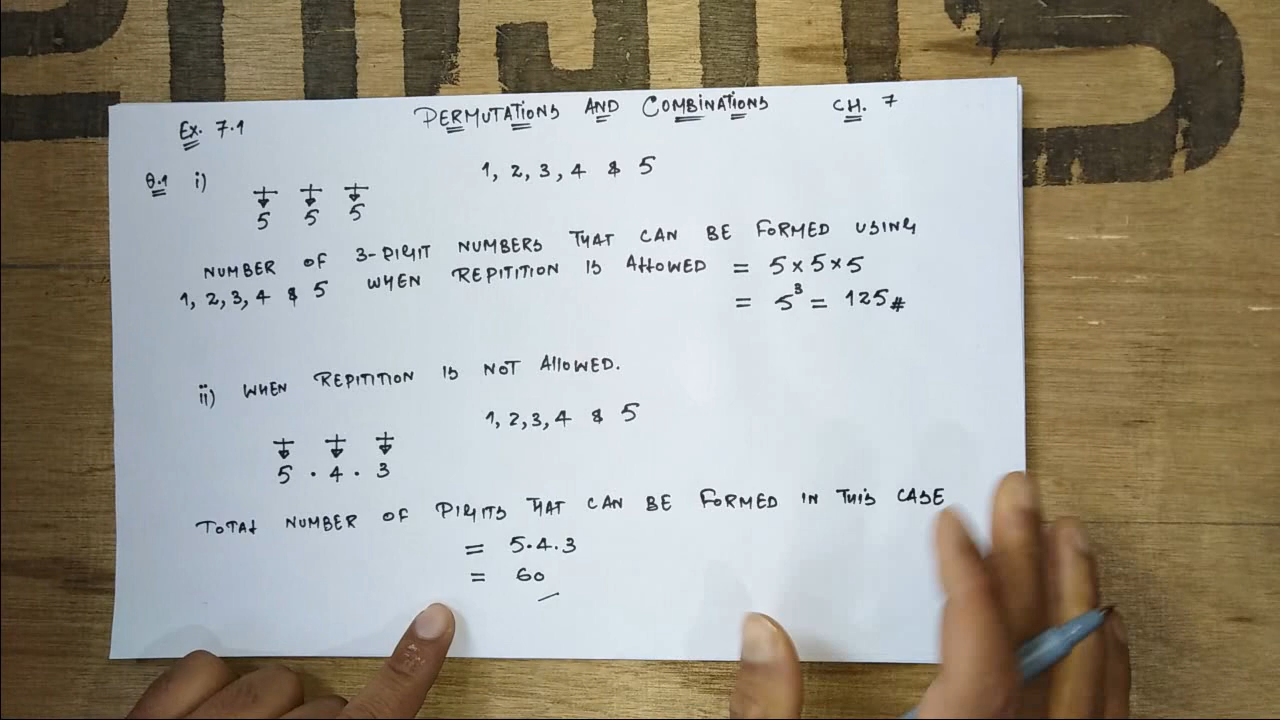 PERMUTATIONS AND COMBINATIONS CH. 7
Ex. 7.1
Q.1 i) 1, 2, 3, 4 & 5
5 5 5
NUMBER OF 3-DIGIT NUMBERS THAT CAN BE FORMED USING
1, 2, 3, 4 & 5 WHEN REPITITION IS ALLOWED = 5 × 5 × 5
= 5³ = 125 #
ii) WHEN REPITITION IS NOT ALLOWED.
1, 2, 3, 4 & 5
5 . 4 . 3
TOTAL NUMBER OF DIGITS THAT CAN BE FORMED IN THIS CASE
= 5.4.3
= 60